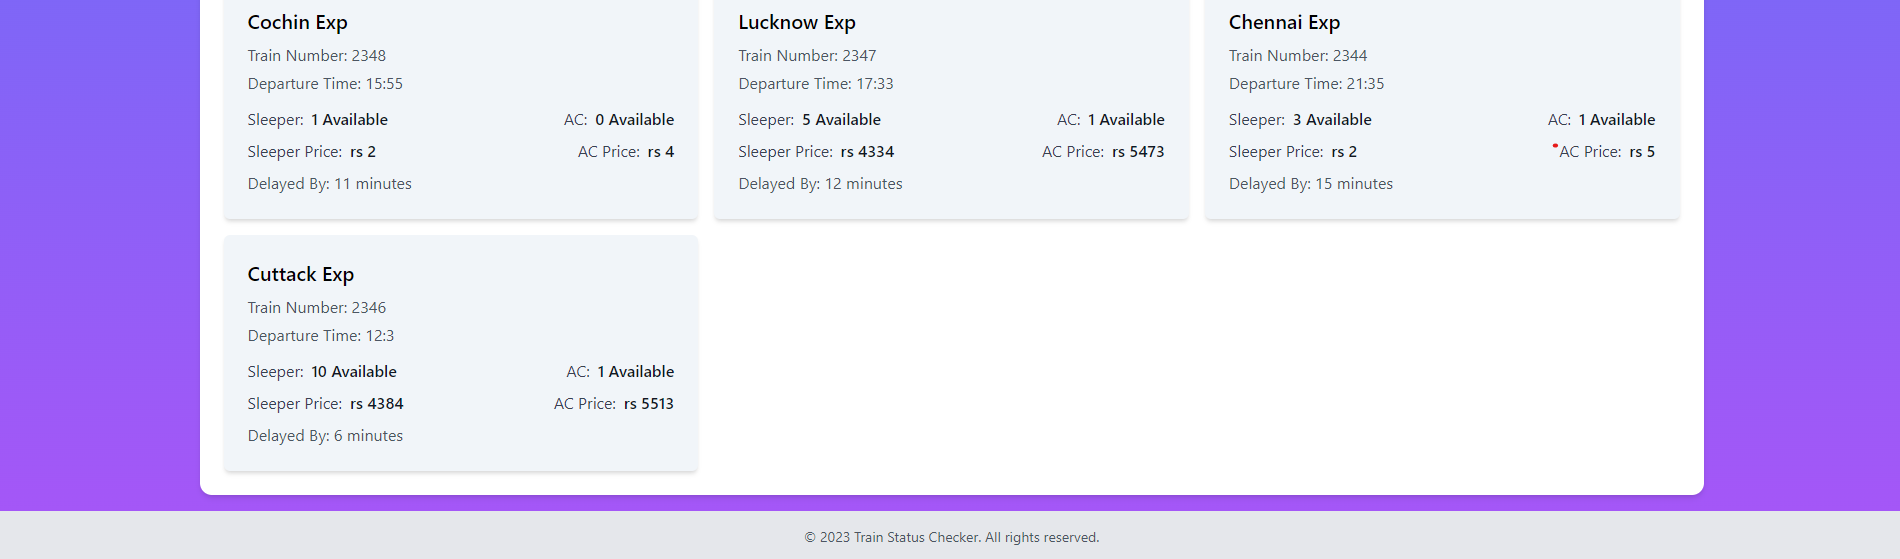 Cochin Exp
Train Number: 2348
Departure Time: 15:55
Sleeper: 1 Available AC: 0 Available
Sleeper Price: rs 2 AC Price: rs 4
Delayed By: 11 minutes
Lucknow Exp
Train Number: 2347
Departure Time: 17:33
Sleeper: 5 Available AC: 1 Available
Sleeper Price: rs 4334 AC Price: rs 5473
Delayed By: 12 minutes
Chennai Exp
Train Number: 2344
Departure Time: 21:35
Sleeper: 3 Available AC: 1 Available
Sleeper Price: rs 2 AC Price: rs 5
Delayed By: 15 minutes
Cuttack Exp
Train Number: 2346
Departure Time: 12:3
Sleeper: 10 Available AC: 1 Available
Sleeper Price: rs 4384 AC Price: rs 5513
Delayed By: 6 minutes
© 2023 Train Status Checker. All rights reserved.